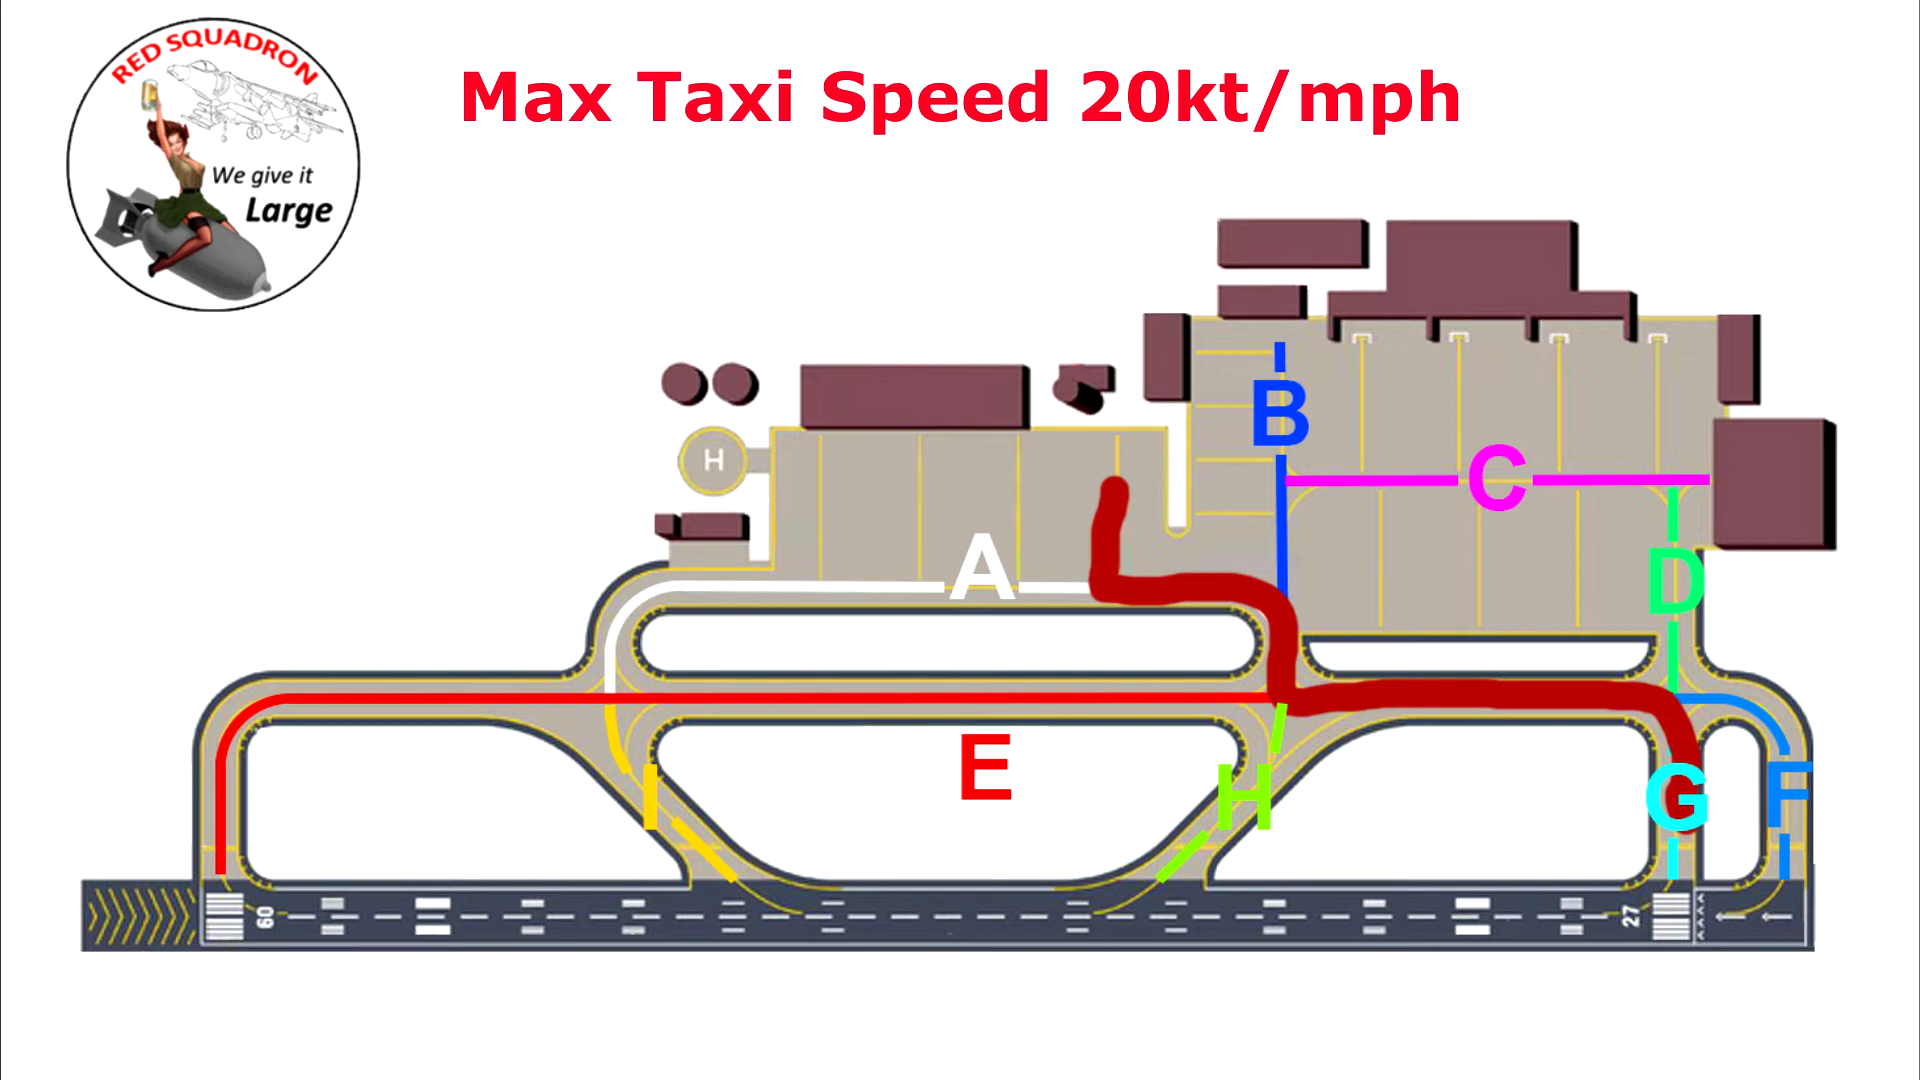 RED SQUADRON
We give it
Large
Max Taxi Speed 20kt/mph
B
C
H
A
D
E
I
H
G
F
09
27